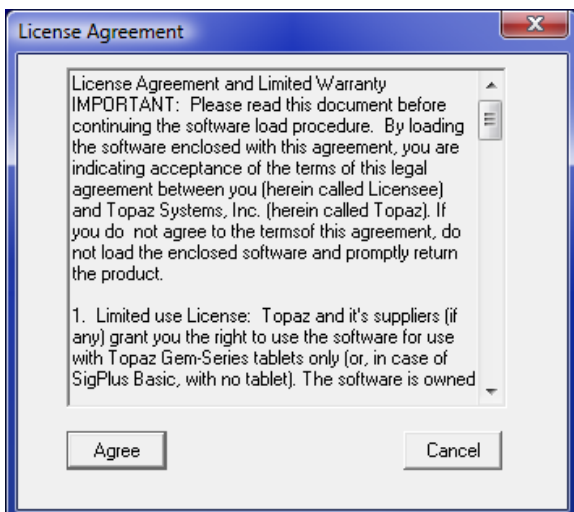 License Agreement
License Agreement and Limited Warranty
IMPORTANT:  Please read this document before
continuing the software load procedure.  By loading
the software enclosed with this agreement, you are
indicating acceptance of the terms of this legal
agreement between you (herein called Licensee)
and Topaz Systems, Inc. (herein called Topaz). If
you do  not agree to the termsof this agreement, do
not load the enclosed software and promptly return
the product.
1.  Limited use License:  Topaz and it's suppliers (if
any) grant you the right to use the software for use
with Topaz Gem-Series tablets only (or, in case of
SigPlus Basic, with no tablet). The software is owned
Agree
Cancel